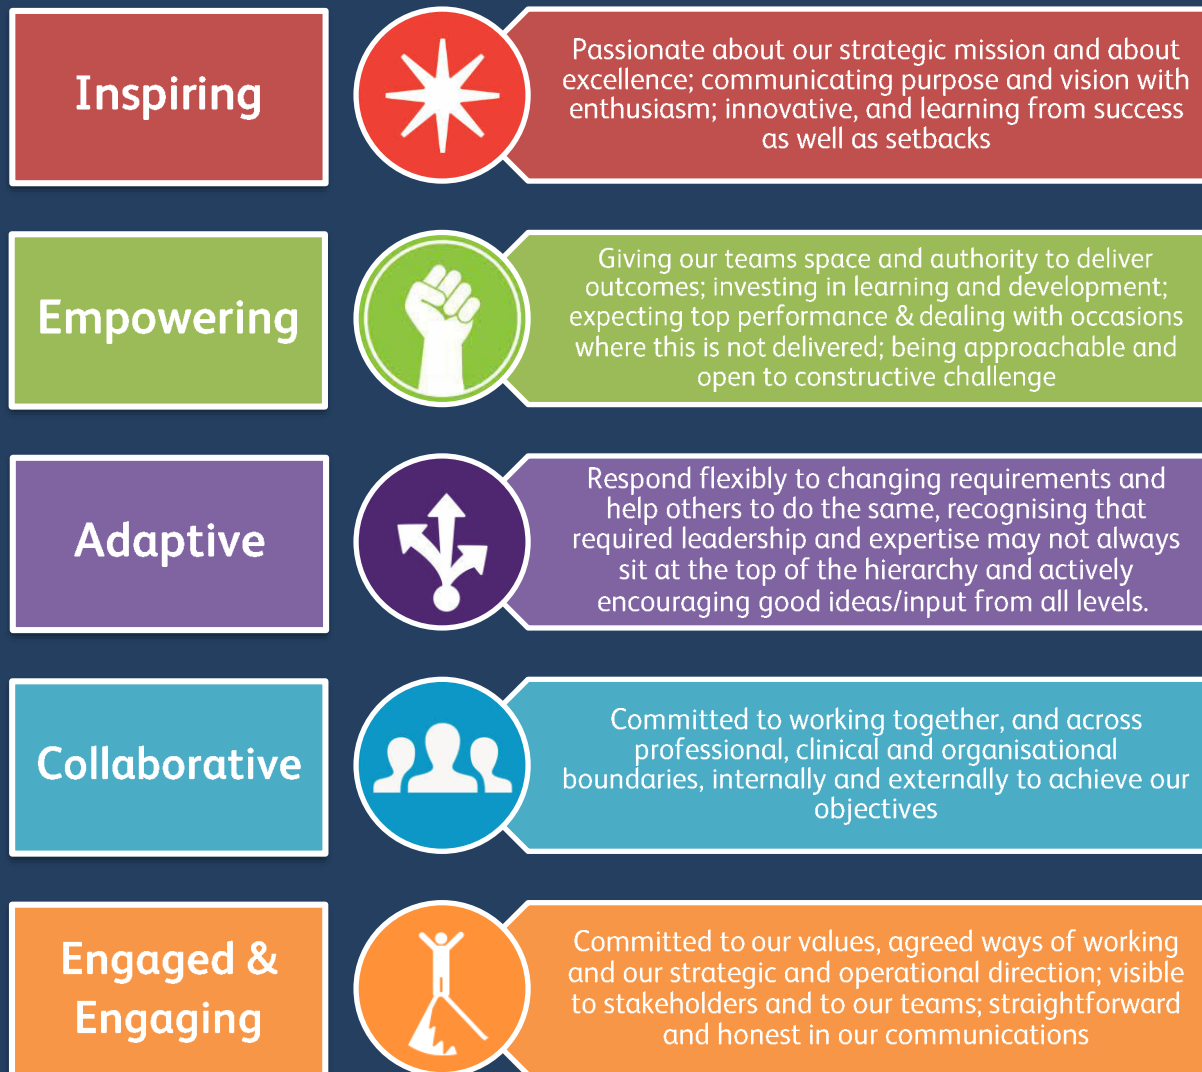 Inspiring
Passionate about our strategic mission and about
excellence; communicating purpose and vision with
enthusiasm; innovative, and learning from success
as well as setbacks
Empowering
Giving our teams space and authority to deliver
outcomes; investing in learning and development;
expecting top performance & dealing with occasions
where this is not delivered; being approachable and
open to constructive challenge
Adaptive
Respond flexibly to changing requirements and
help others to do the same, recognising that
required leadership and expertise may not always
sit at the top of the hierarchy and actively
encouraging good ideas/input from all levels.
Collaborative
Committed to working together, and across
professional, clinical and organisational
boundaries, internally and externally to achieve our
objectives
Engaged &
Engaging
Committed to our values, agreed ways of working
and our strategic and operational direction; visible
to stakeholders and to our teams; straightforward
and honest in our communications